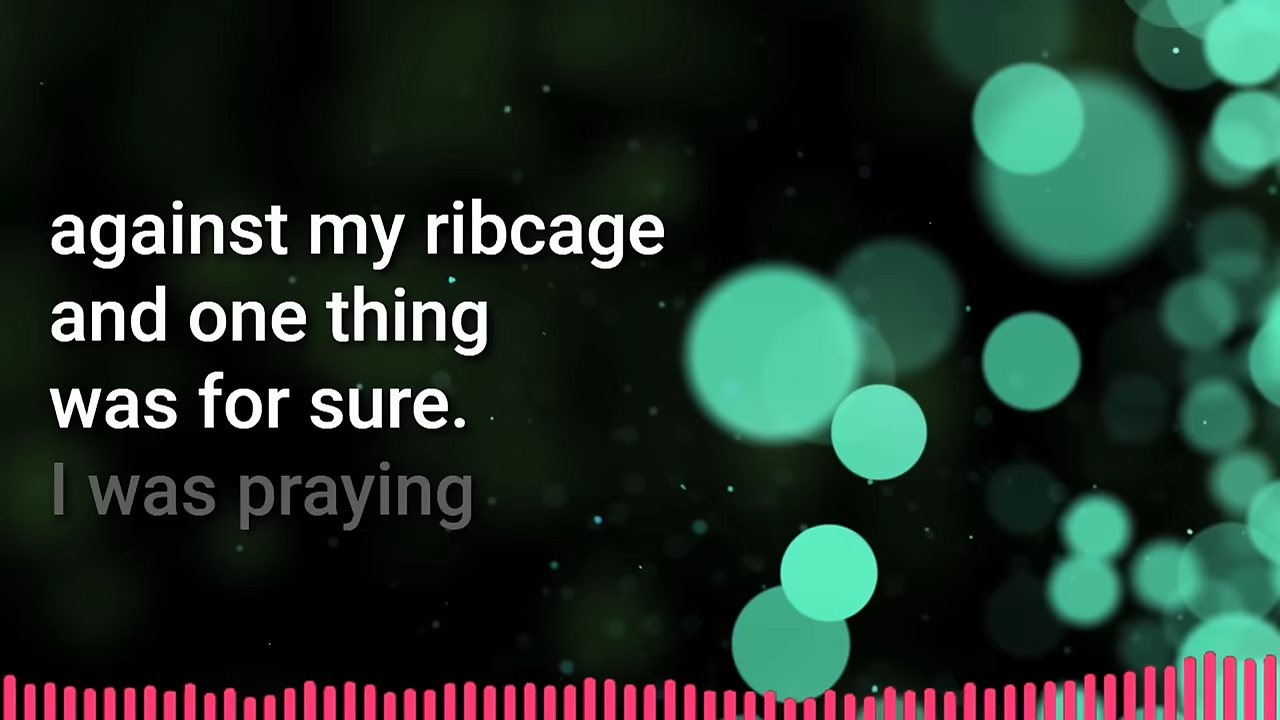 against my ribcage
and one thing
was for sure.
I was praying